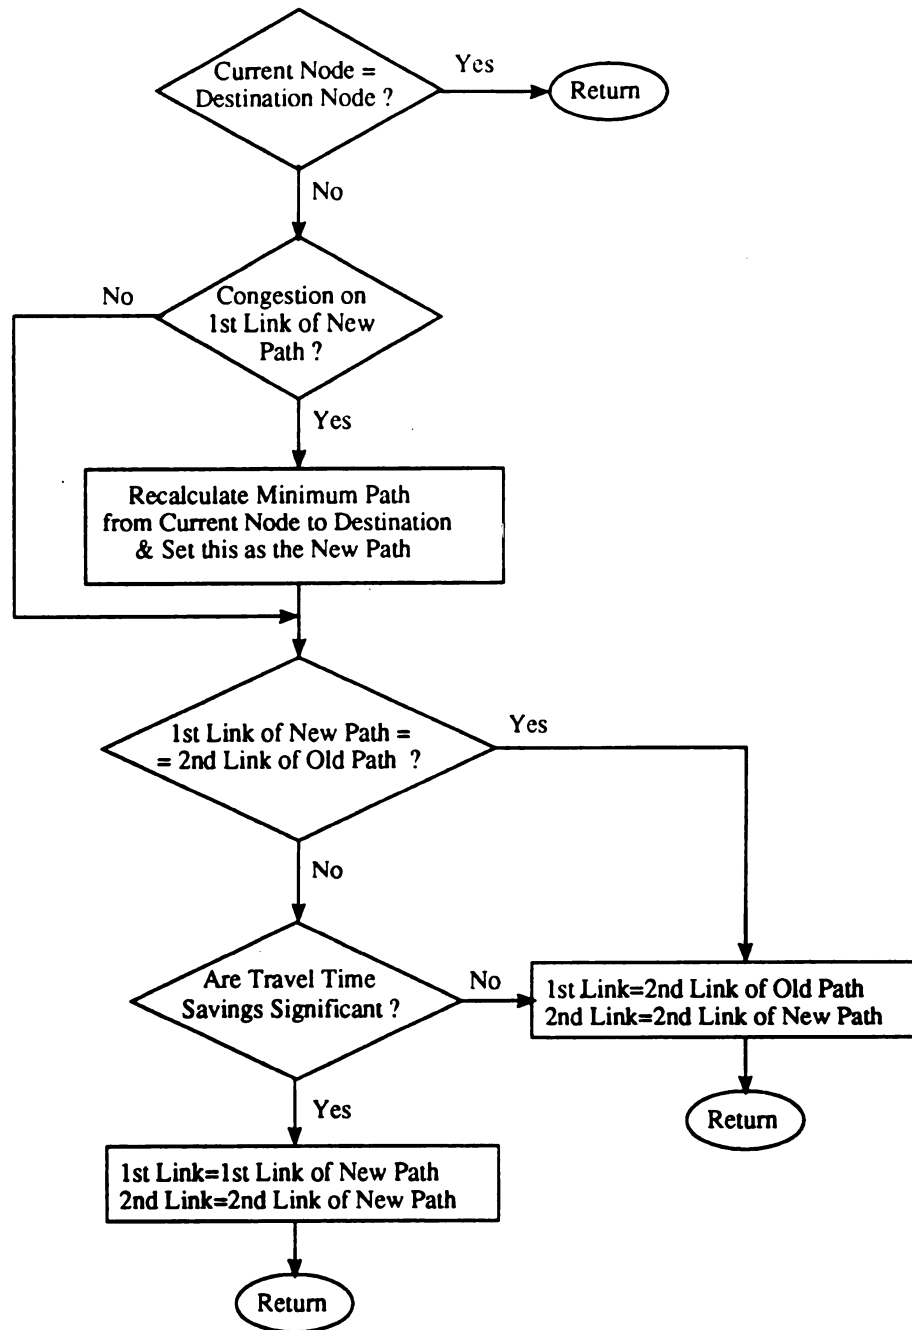 Current Node =
Destination Node ?
Yes
Return
No
No
Congestion on
1st Link of New
Path ?
Yes
Recalculate Minimum Path
from Current Node to Destination
& Set this as the New Path
1st Link of New Path =
= 2nd Link of Old Path ?
Yes
No
Are Travel Time
Savings Significant ?
No
1st Link=2nd Link of Old Path
2nd Link=2nd Link of New Path
Yes
Return
1st Link=1st Link of New Path
2nd Link=2nd Link of New Path
Return